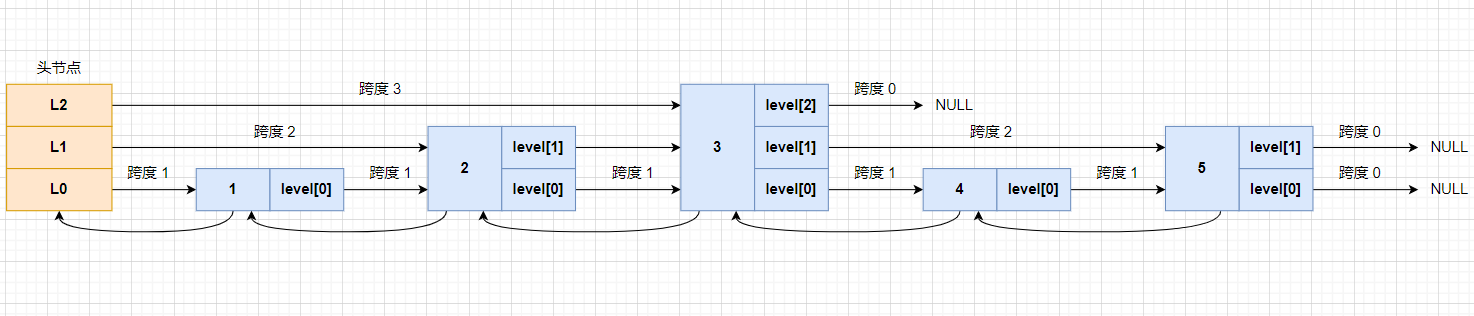 头节点
跨度 3
跨度 0
L2
level[2]
NULL
跨度 2
跨度 2
跨度 0
L1
level[1]
level[1]
level[1]
NULL
2
3
5
跨度 1
跨度 1
跨度 1
跨度 1
跨度 1
跨度 0
L0
1
level[0]
level[0]
level[0]
4
level[0]
level[0]
NULL